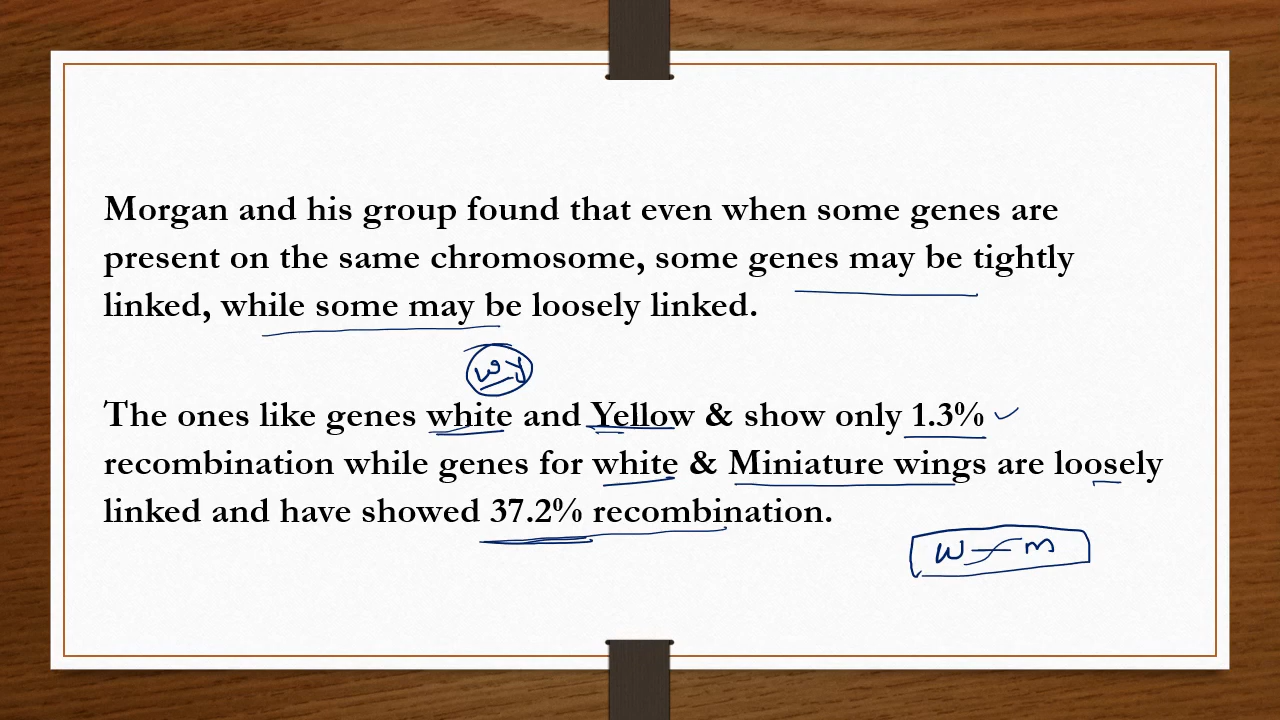 Morgan and his group found that even when some genes are
present on the same chromosome, some genes may be tightly
linked, while some may be loosely linked.
wy
The ones like genes white and Yellow & show only 1.3%
recombination while genes for white & Miniature wings are loosely
linked and have showed 37.2% recombination.
w m